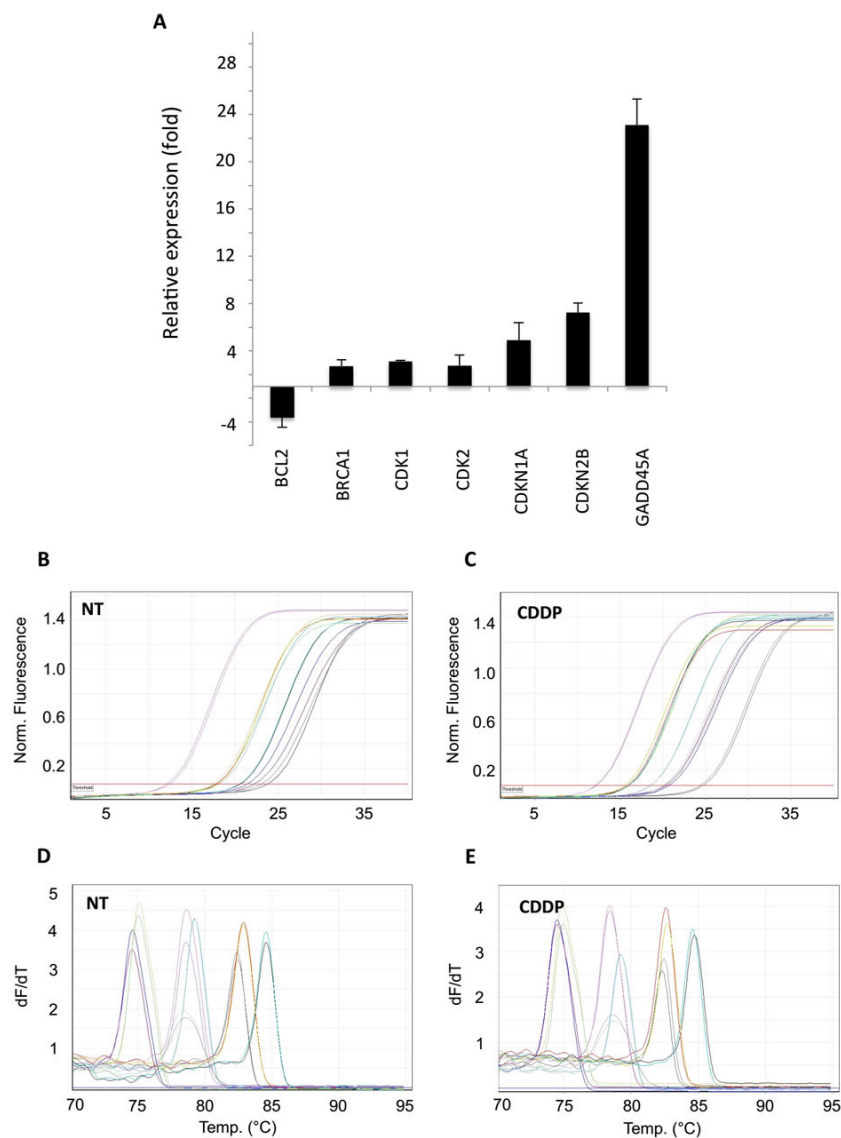 A
Relative expression (fold)
28
24
20
16
12
8
4
-4
BCL2
BRCA1
CDK1
CDK2
CDKN1A
CDKN2B
GADD45A
B
NT
Norm. Fluorescence
1.4
1.0
0.6
0.2
Threshold
5
15
25
35
Cycle
C
CDDP
Norm. Fluorescence
1.4
1.0
0.6
0.2
Threshold
5
15
25
35
Cycle
D
NT
dF/dT
5
4
3
2
1
70 75 80 85 90 95
Temp. (°C)
E
CDDP
dF/dT
4
3
2
1
70 75 80 85 90 95
Temp. (°C)